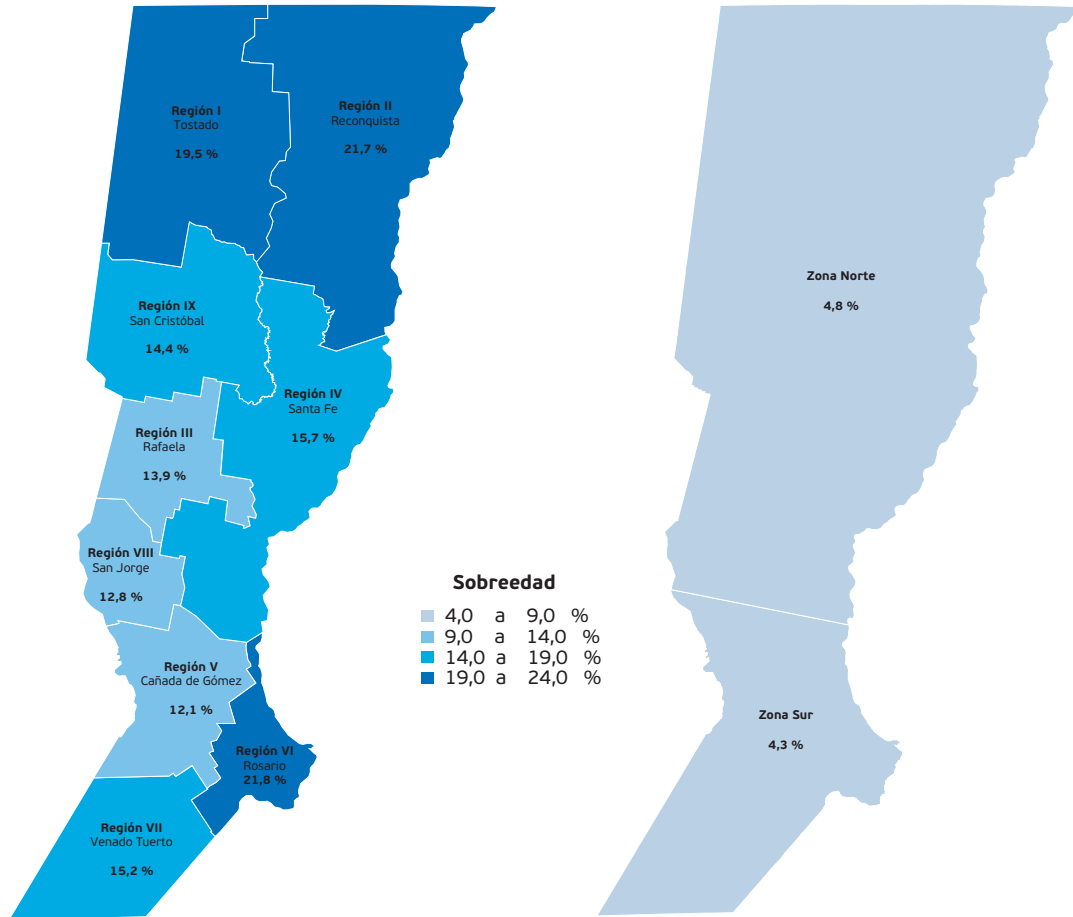 Región I
Tostado
19,5 %
Región II
Reconquista
21,7 %
Región IX
San Cristóbal
14,4 %
Región IV
Santa Fe
15,7 %
Región III
Rafaela
13,9 %
Región VIII
San Jorge
12,8 %
Región V
Cañada de Gómez
12,1 %
Región VI
Rosario
21,8 %
Región VII
Venado Tuerto
15,2 %
Sobreedad
4,0 a 9,0 %
9,0 a 14,0 %
14,0 a 19,0 %
19,0 a 24,0 %
Zona Norte
4,8 %
Zona Sur
4,3 %